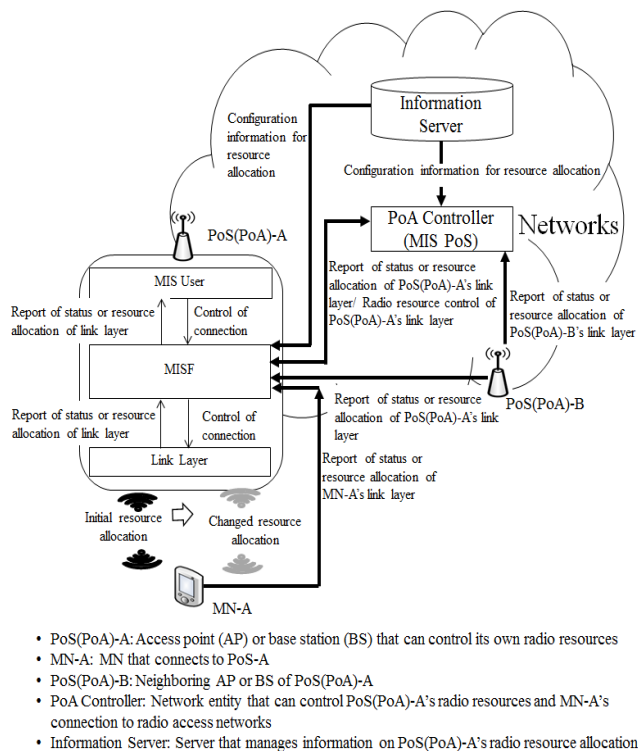 Information
Server
Configuration
information for
resource
allocation
Configuration information for resource allocation
PoA Controller
(MIS PoS)
Networks
PoS(PoA)-A
MIS User
Report of status or resource
allocation of link layer
Control of
connection
Report of status or resource
allocation of PoS(PoA)-A's link
layer/ Radio resource control of
PoS(PoA)-A's link layer
Report of status or
resource allocation of
PoS(PoA)-B's link layer
MISF
PoS(PoA)-B
Report of status or resource
allocation of link layer
Control of
connection
Report of status or resource
allocation of PoS(PoA)-A's link
layer
Link Layer
Report of status or
resource allocation of
MN-A's link layer
Initial resource
allocation
Changed resource
allocation
MN-A
• PoS(PoA)-A: Access point (AP) or base station (BS) that can control its own radio resources
• MN-A: MN that connects to PoS-A
• PoS(PoA)-B: Neighboring AP or BS of PoS(PoA)-A
• PoA Controller: Network entity that can control PoS(PoA)-A's radio resources and MN-A's
connection to radio access networks
• Information Server: Server that manages information on PoS(PoA)-A's radio resource allocation